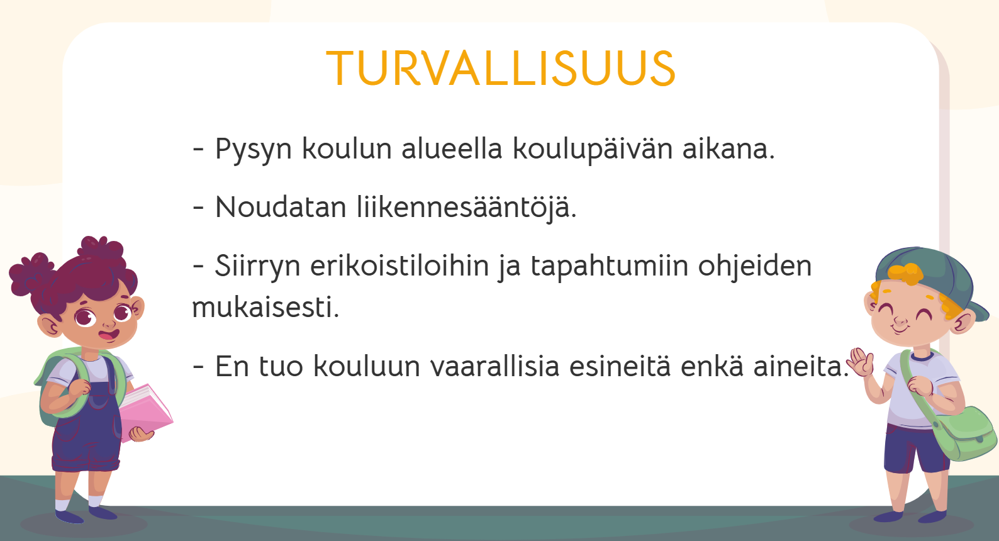 TURVALLISUUS
- Pysyn koulun alueella koulupäivän aikana.
- Noudatan liikennesääntöjä.
- Siirryn erikoistiloihin ja tapahtumiin ohjeiden
mukaisesti.
- En tuo kouluun vaarallisia esineitä enkä aineita.